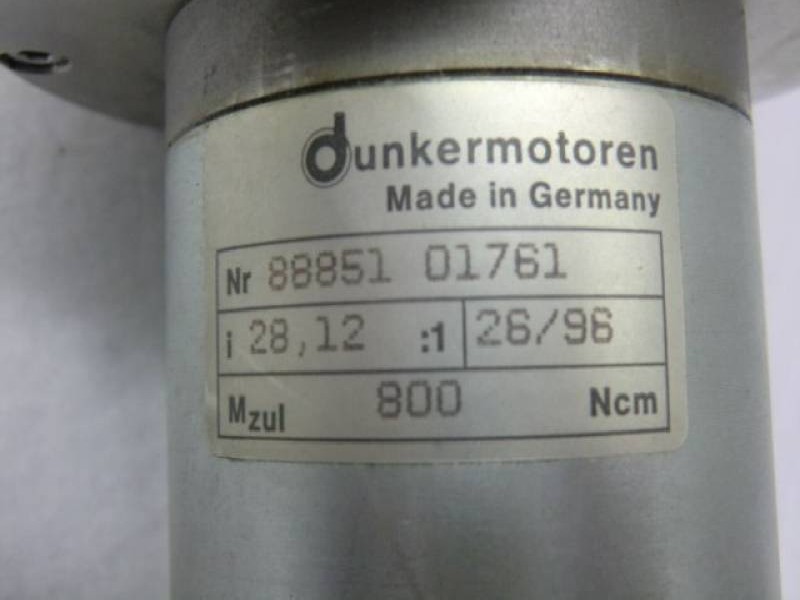 dunkermotoren
Made in Germany
Nr 88851 01761
i 28,12 :1 26/96
Mzul 800 Ncm